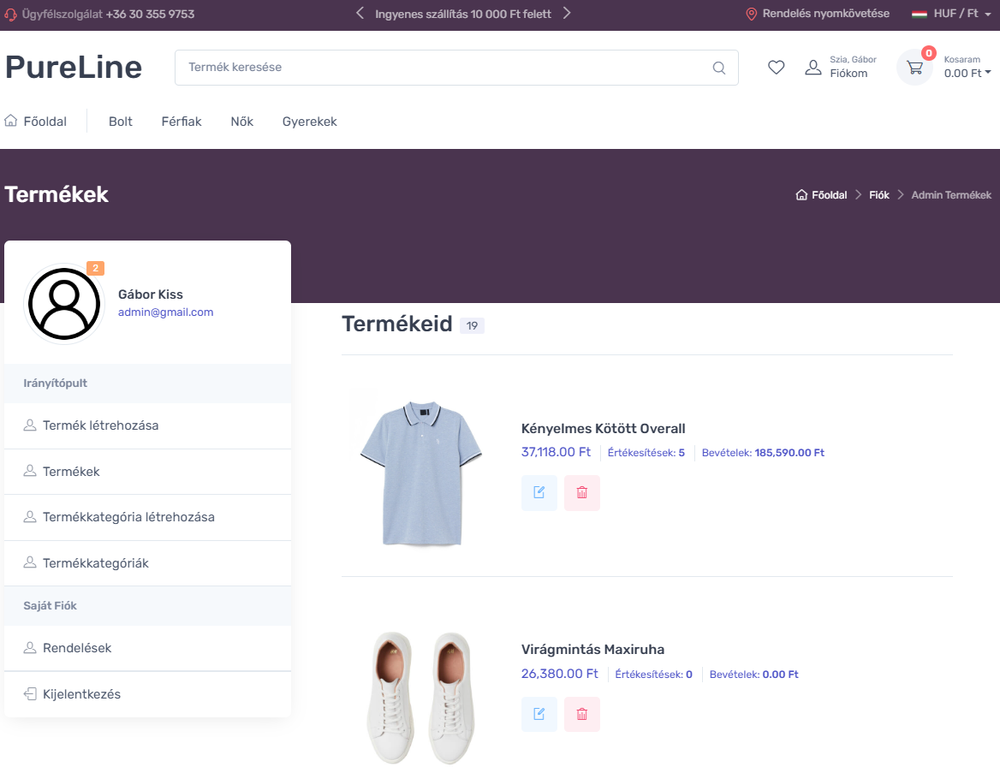 Ügyfélszolgálat +36 30 355 9753
Ingyenes szállítás 10 000 Ft felett
Rendelés nyomkövetése
HUF / Ft
PureLine
Termék keresése
Szia, Gábor
Fiókom
0
Kosaram
0.00 Ft
Főoldal
Bolt
Férfiak
Nők
Gyerekek
Termékek
Főoldal
Fiók
Admin Termékek
2
Gábor Kiss
admin@gmail.com
Irányítópult
Termék létrehozása
Termékek
Termékkategória létrehozása
Termékkategóriák
Saját Fiók
Rendelések
Kijelentkezés
Termékeid 19
Kényelmes Kötött Overall
37,118.00 Ft Értékesítések: 5 Bevételek: 185,590.00 Ft
Virágmintás Maxiruha
26,380.00 Ft Értékesítések: 0 Bevételek: 0.00 Ft